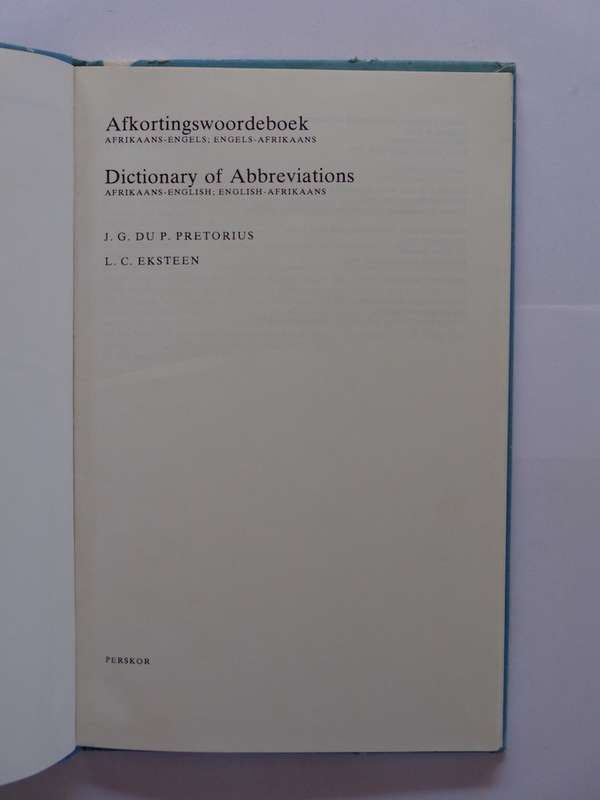 Afkortingswoordeboek
AFRIKAANS-ENGELS; ENGELS-AFRIKAANS
Dictionary of Abbreviations
AFRIKAANS-ENGLISH; ENGLISH-AFRIKAANS
J. G. DU P. PRETORIUS
L. C. EKSTEEN
PERSKOR